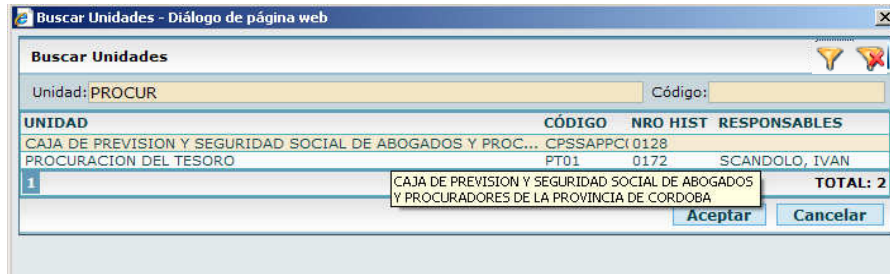 Buscar Unidades - Diálogo de página web
Buscar Unidades
Unidad: PROCUR Código:
UNIDAD CÓDIGO NRO HIST RESPONSABLES
CAJA DE PREVISION Y SEGURIDAD SOCIAL DE ABOGADOS Y PROC... CPSSAPPC( 0128
PROCURACION DEL TESORO PT01 0172 SCANDOLO, IVAN
1 TOTAL: 2
CAJA DE PREVISION Y SEGURIDAD SOCIAL DE ABOGADOS
Y PROCURADORES DE LA PROVINCIA DE CORDOBA
Aceptar Cancelar